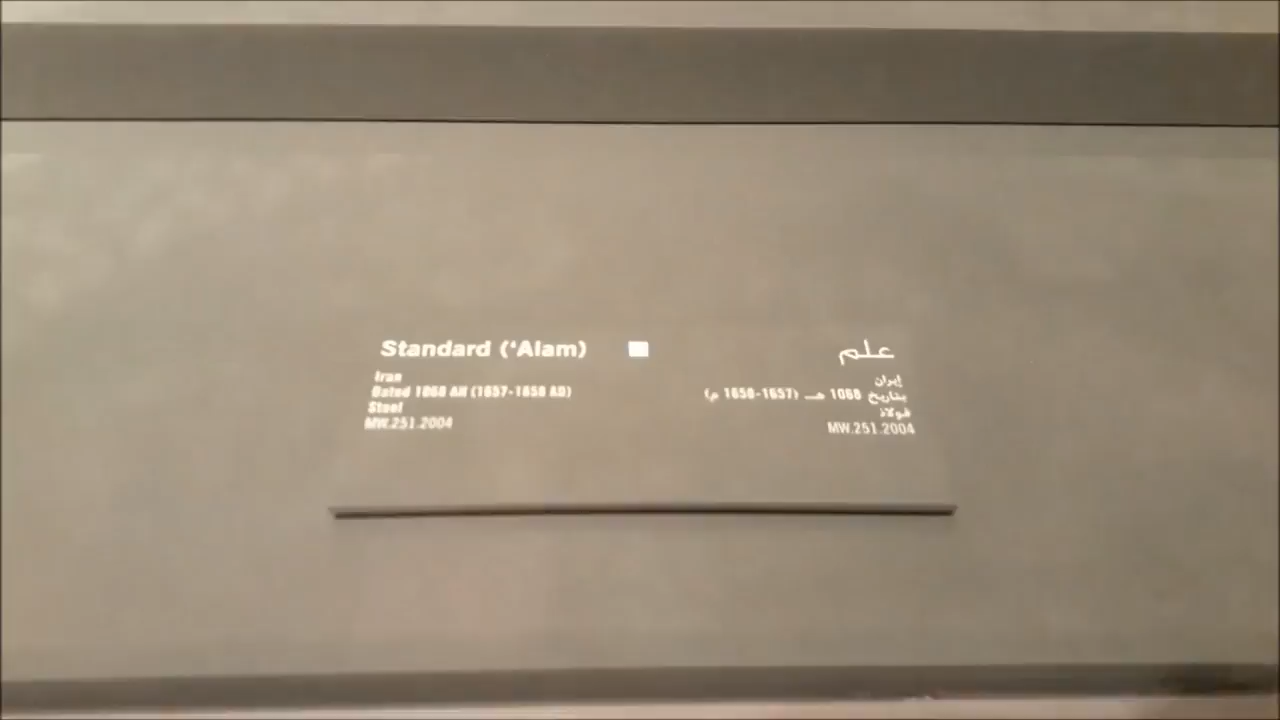 Standard (‘Alam)
Iran
Dated 1068 AH (1657-1658 AD)
Steel
MW.251.2004
علم
إيران
بتاريخ 1068 هـ (1657-1658 م)
فولاذ
MW.251.2004